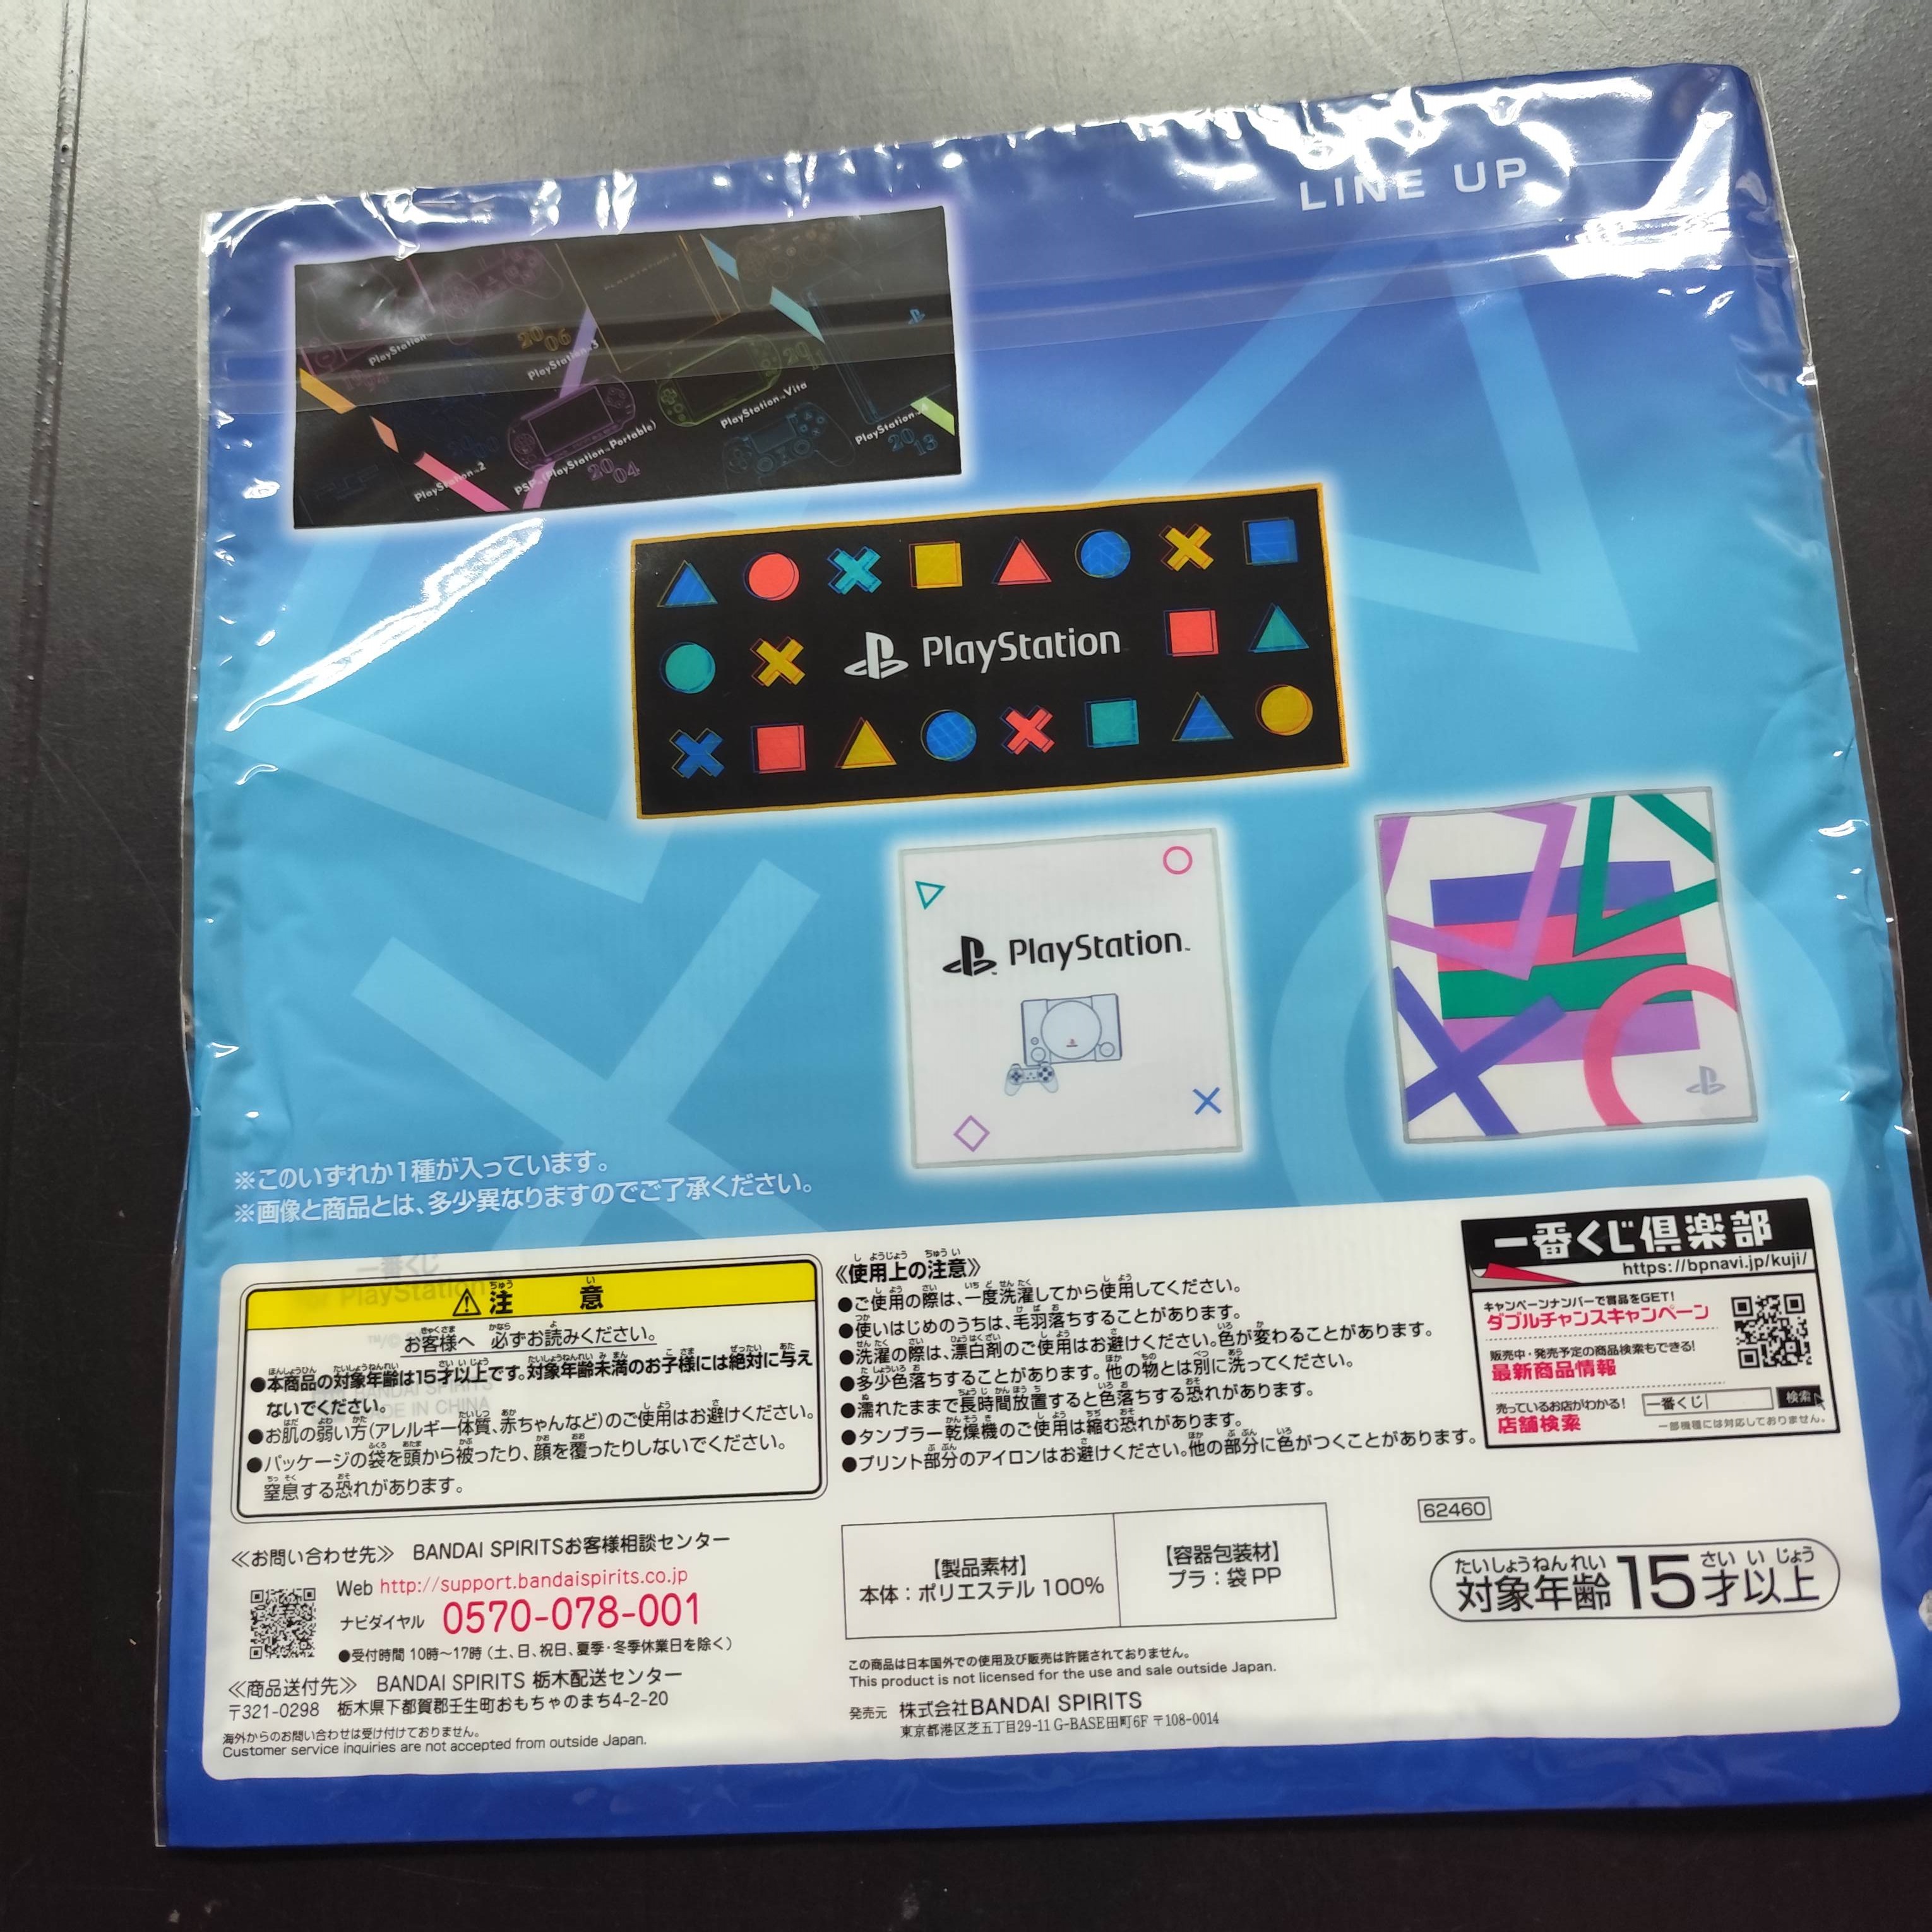 LINE UP
PlayStation
2006
PlayStation 3
PlayStation Vita
PlayStation 2
PSP (PlayStation Portable)
2004
2013
PlayStation
PlayStation
※このいずれか1種が入っています。
※画像と商品とは、多少異なりますのでご了承ください。
⚠注意
お客様へ 必ずお読みください。
●本商品の対象年齢は15才以上です。対象年齢未満のお子様には絶対に与え
ないでください。
●お肌の弱い方(アレルギー体質、赤ちゃんなど)のご使用はお避けください。
●パッケージの袋を頭から被ったり、顔を覆ったりしないでください。
窒息する恐れがあります。
≪お問い合わせ先≫ BANDAI SPIRITSお客様相談センター
Web http://support.bandaispirits.co.jp
ナビダイヤル 0570-078-001
●受付時間 10時〜17時 (土、日、祝日、夏季・冬季休業日を除く)
≪商品送付先≫ BANDAI SPIRITS 栃木配送センター
〒321-0298 栃木県下都賀郡壬生町おもちゃのまち4-2-20
海外からのお問い合わせは受け付けておりません。
Customer service inquiries are not accepted from outside Japan.
≪使用上の注意≫
●ご使用の際は、一度洗濯してから使用してください。
●使いはじめのうちは、毛羽落ちすることがあります。
●洗濯の際は、漂白剤のご使用はお避けください。色が変わることがあります。
●多少色落ちすることがあります。他の物とは別に洗ってください。
●濡れたままで長時間放置すると色落ちする恐れがあります。
●タンブラー乾燥機のご使用は縮む恐れがあります。
●プリント部分のアイロンはお避けください。他の部分に色がつくことがあります。
【製品素材】
本体：ポリエステル 100%
【容器包装材】
プラ：袋 PP
この商品は日本国外での使用及び販売は許諾されておりません。
This product is not licensed for the use and sale outside Japan.
発売元 株式会社BANDAI SPIRITS
東京都港区芝五丁目29-11 G-BASE田町6F 〒108-0014
一番くじ倶楽部
https://bpnavi.jp/kuji/
キャンペーンナンバーで賞品をGET!
ダブルチャンスキャンペーン
販売中・発売予定の商品検索もできる!
最新商品情報
売っているお店がわかる!
店舗検索
一番くじ 検索
一部機種には対応しておりません。
62460
対象年齢15才以上